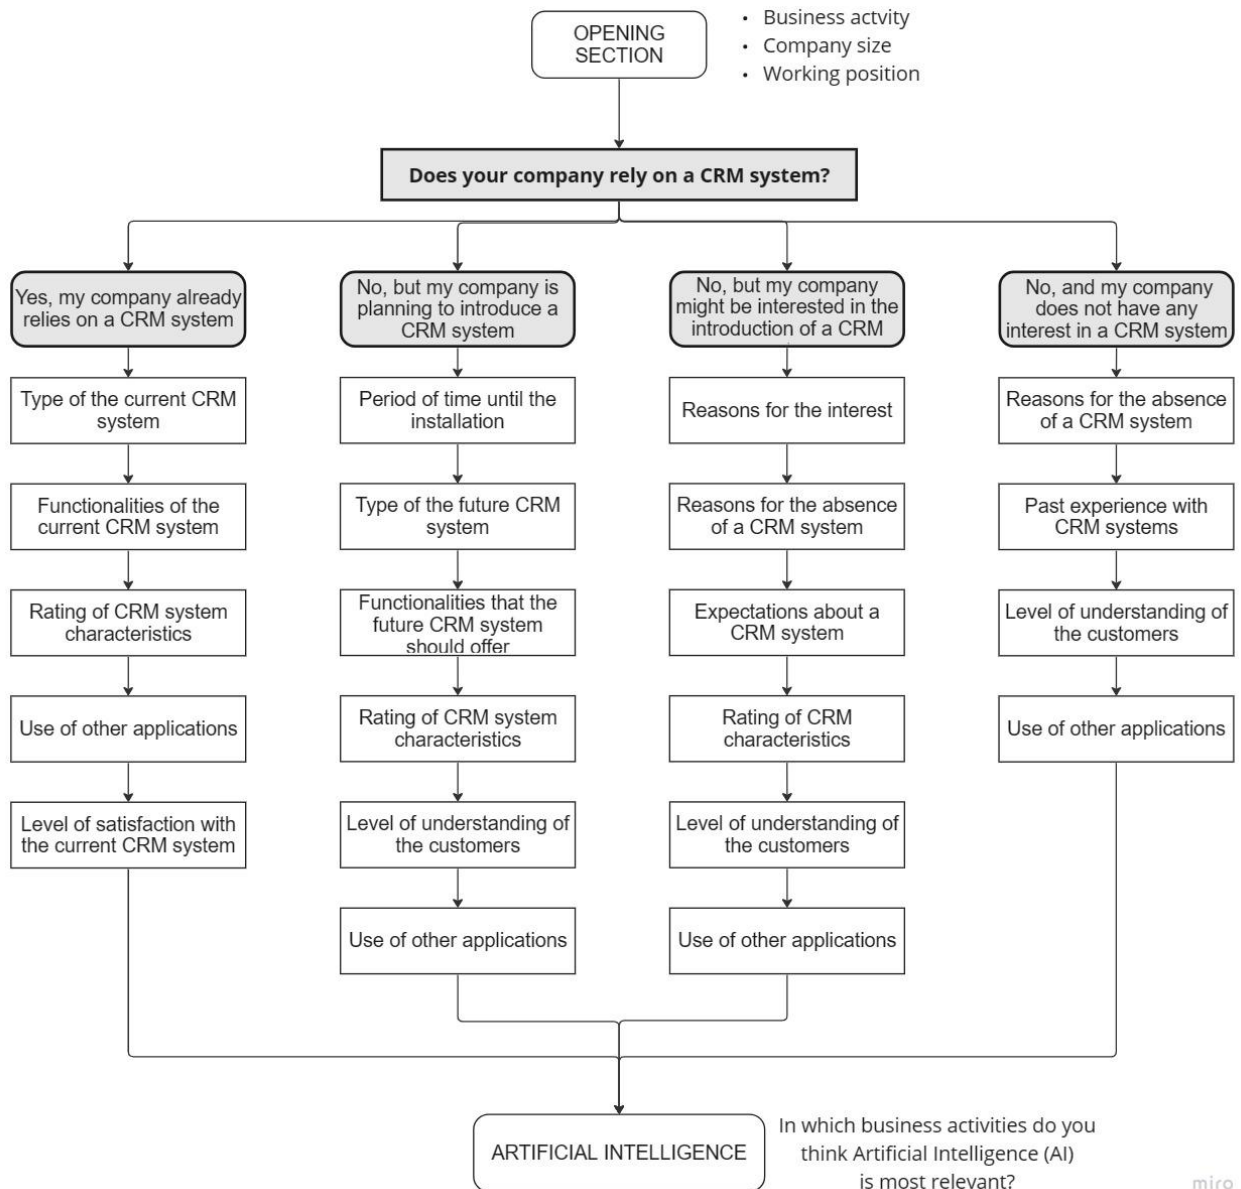 OPENING
SECTION
• Business actvity
• Company size
• Working position
Does your company rely on a CRM system?
Yes, my company already
relies on a CRM system
No, but my company is
planning to introduce a
CRM system
No, but my company
might be interested in the
introduction of a CRM
No, and my company
does not have any
interest in a CRM system
Type of the current CRM
system
Period of time until the
installation
Reasons for the interest
Reasons for the absence
of a CRM system
Functionalities of the
current CRM system
Type of the future CRM
system
Reasons for the absence
of a CRM system
Past experience with
CRM systems
Rating of CRM system
characteristics
Functionalities that the
future CRM system
should offer
Expectations about a
CRM system
Level of understanding of
the customers
Use of other applications
Rating of CRM system
characteristics
Rating of CRM
characteristics
Use of other applications
Level of satisfaction with
the current CRM system
Level of understanding of
the customers
Level of understanding of
the customers
Use of other applications
Use of other applications
ARTIFICIAL INTELLIGENCE
In which business activities do you
think Artificial Intelligence (AI)
is most relevant?
miro